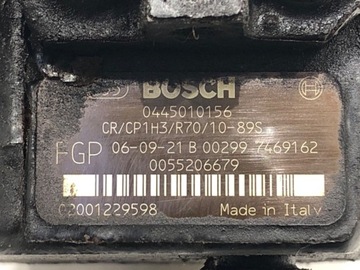 BOSCH
0445010156
CR/CP1H3/R70/10-89S
FGP 06-09-21 B 00299 7469162
0055206679
C2001229598 Made in Italy